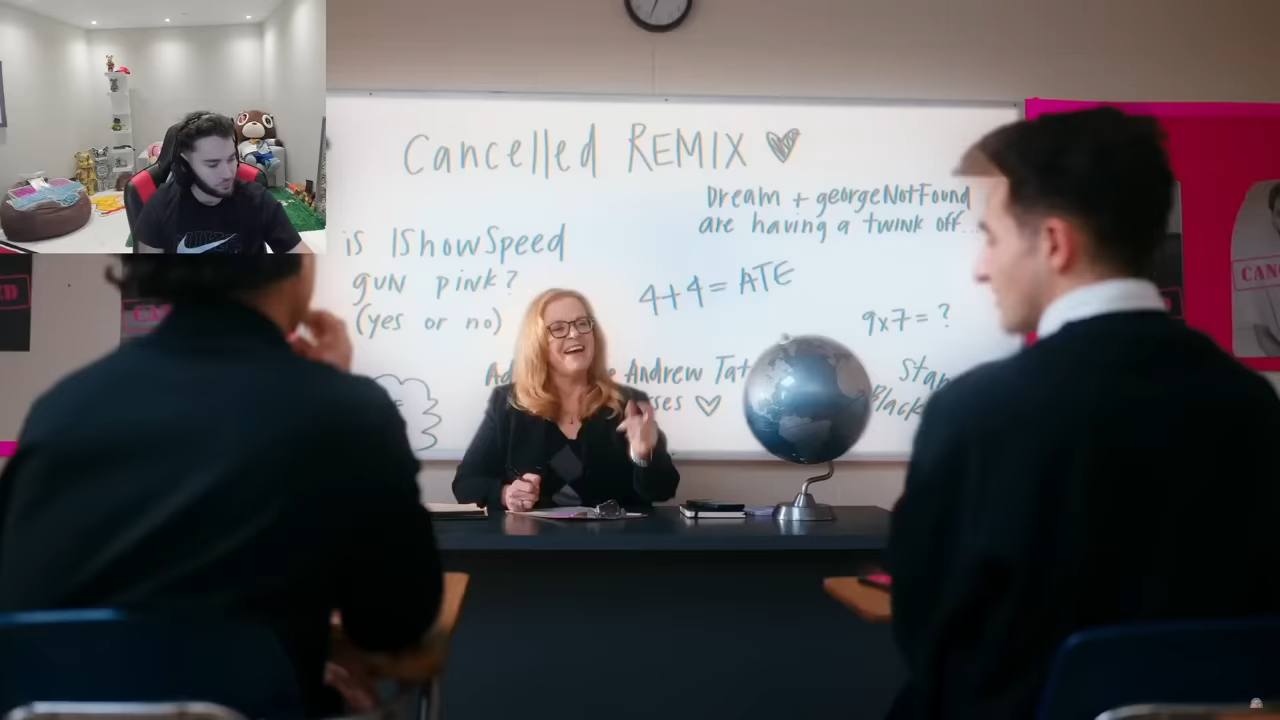 Cancelled REMIX
Dream + georgeNotFound
are having a twink off..
is IShowSpeed
gun pink?
(yes or no)
4+4= ATE
9x7= ?
Andrew Tat
CANC